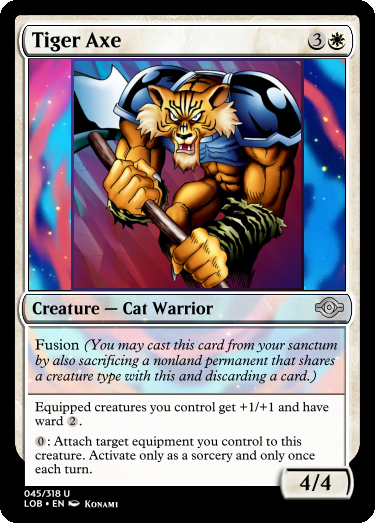 Tiger Axe 3
Creature — Cat Warrior
Fusion (You may cast this card from your sanctum
by also sacrificing a nonland permanent that shares
a creature type with this and discarding a card.)
Equipped creatures you control get +1/+1 and have
ward 2.
0: Attach target equipment you control to this
creature. Activate only as a sorcery and only once
each turn.
4/4
045/318 U
LOB • EN Konami